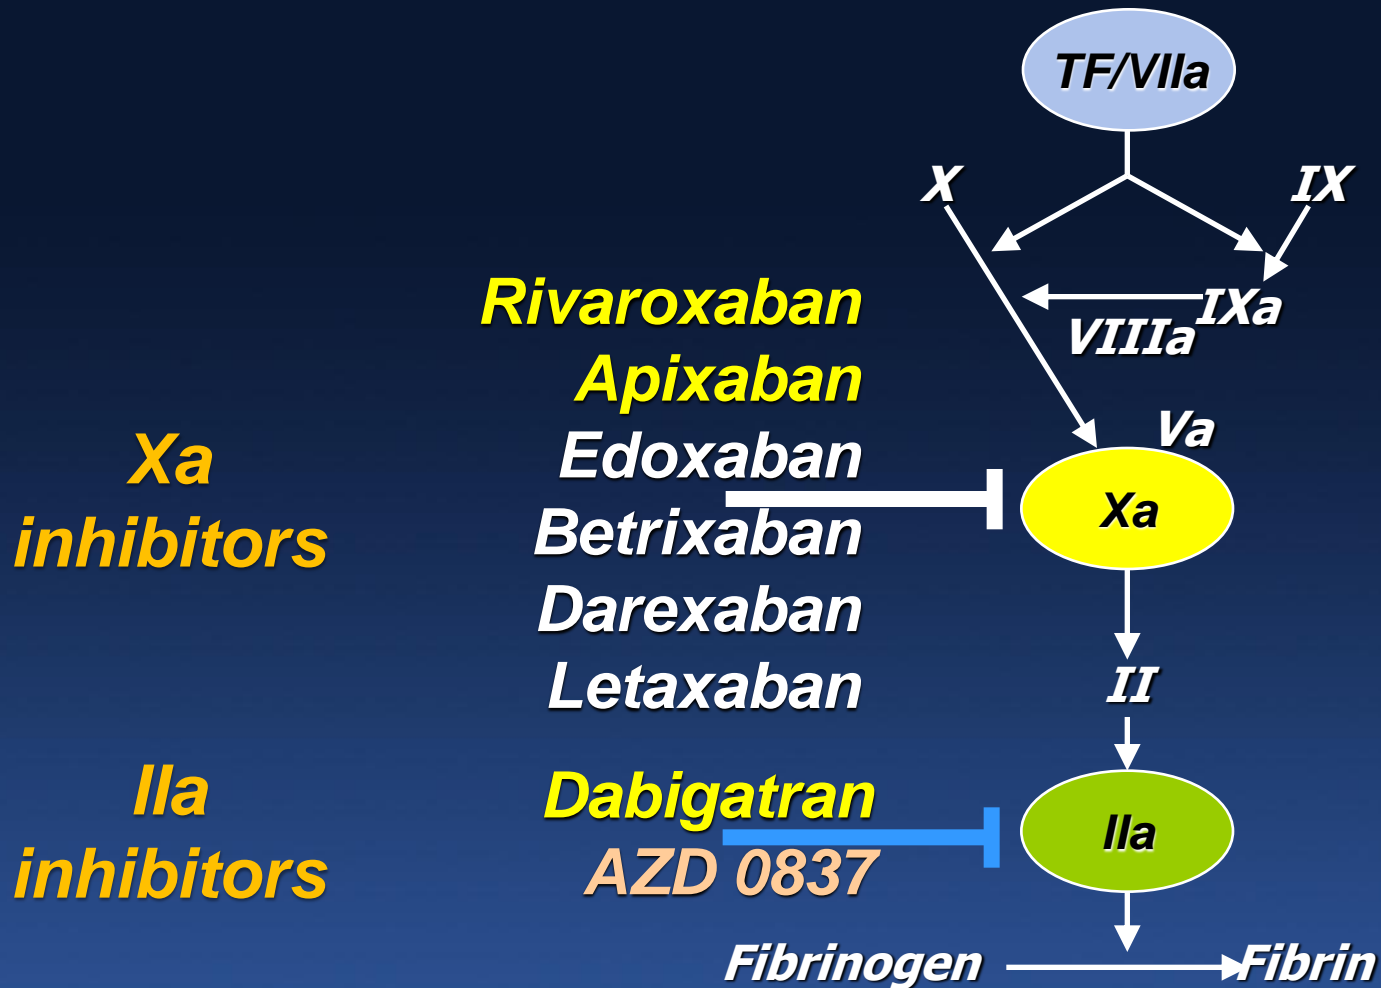 TF/VIIa
X
IX
IXa
VIIIa
Rivaroxaban
Apixaban
Edoxaban
Betrixaban
Darexaban
Letaxaban
Xa
inhibitors
Va
Xa
II
IIa
inhibitors
Dabigatran
AZD 0837
IIa
Fibrinogen
Fibrin